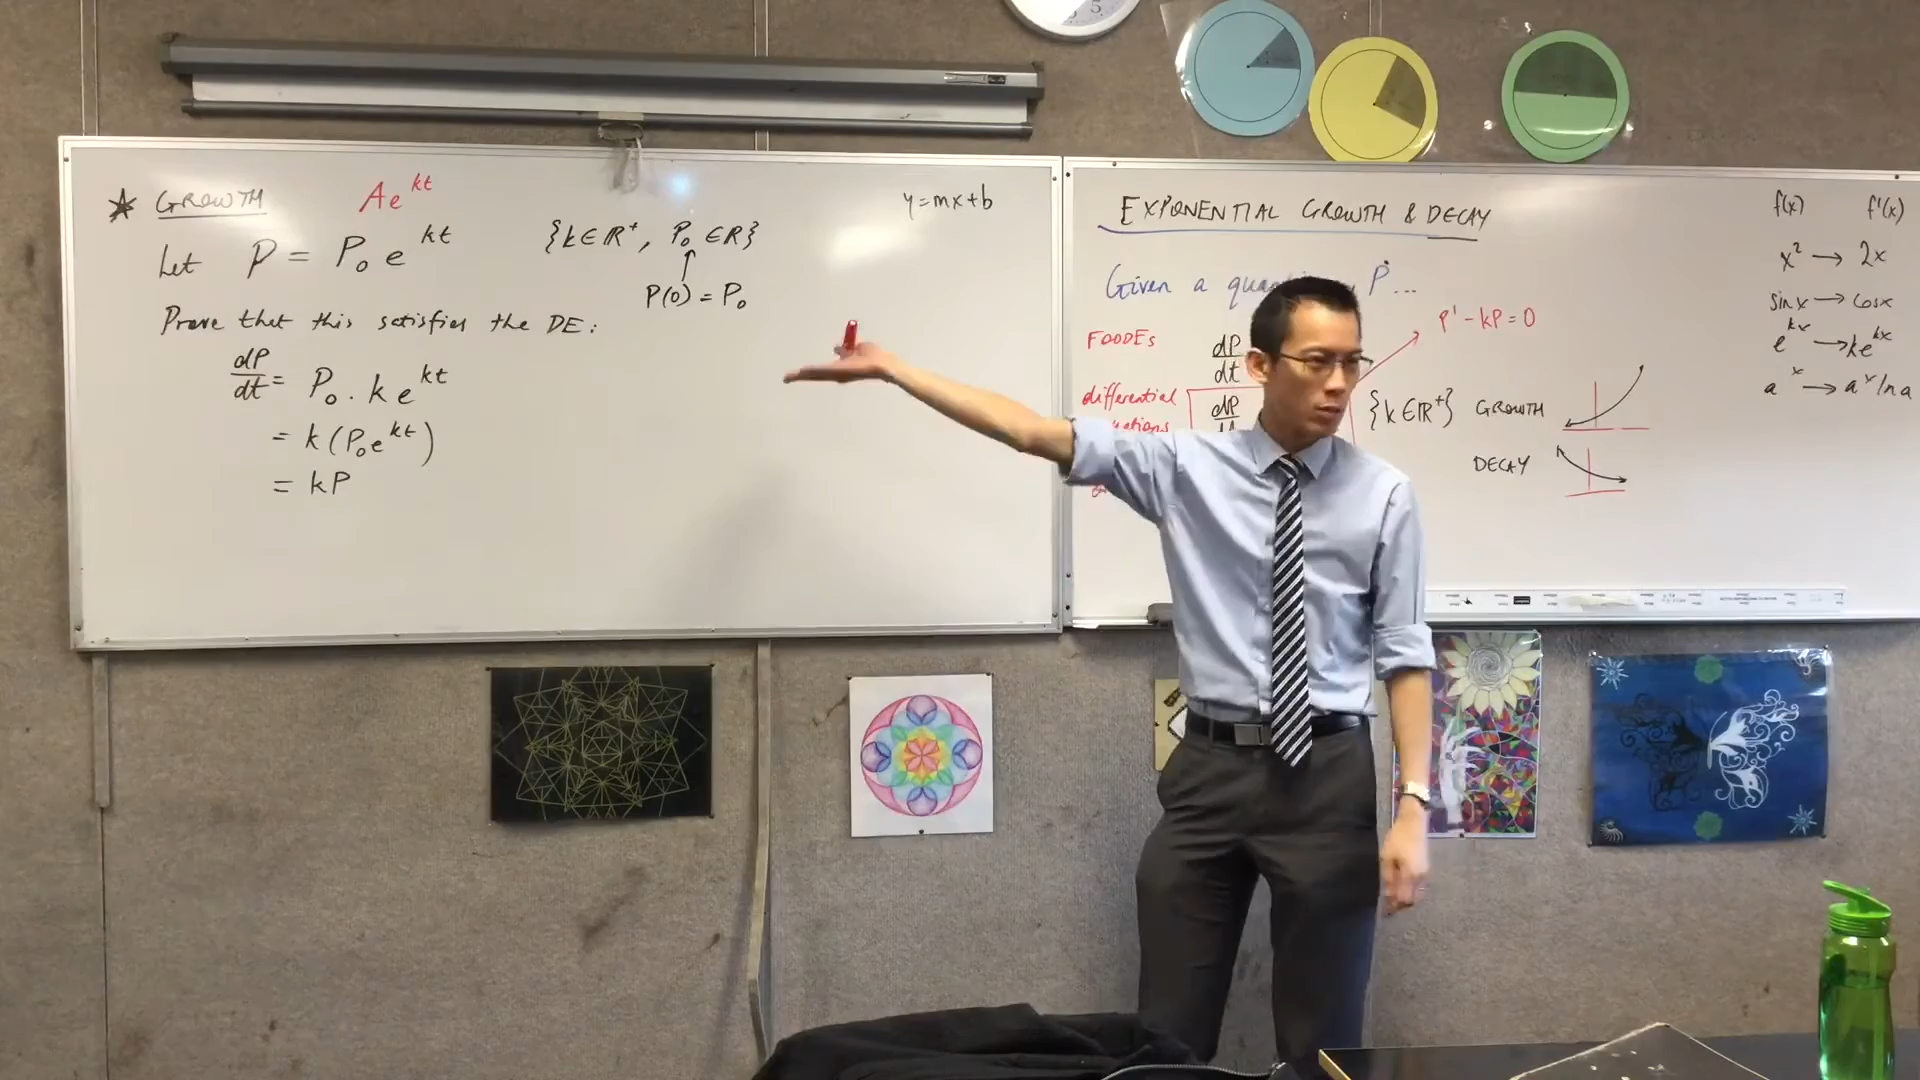 ★ GROWTH
Ae^kt
Let P = P₀e^kt
{k∈ℝ⁺, P₀∈R}
↑
P(0) = P₀
y=mx+b
Prove that this satisfies the DE:
dP/dt = P₀.ke^kt
= k(P₀e^kt)
= kP
EXPONENTIAL GROWTH & DECAY
Given a P...
FOODEs
dP/dt
P' - kP = 0
differential
dP
{k∈ℝ⁺} GROWTH
DECAY
f(x) f'(x)
x² → 2x
sinx → cosx
e^kx → ke^kx
a^x → a^x ln a